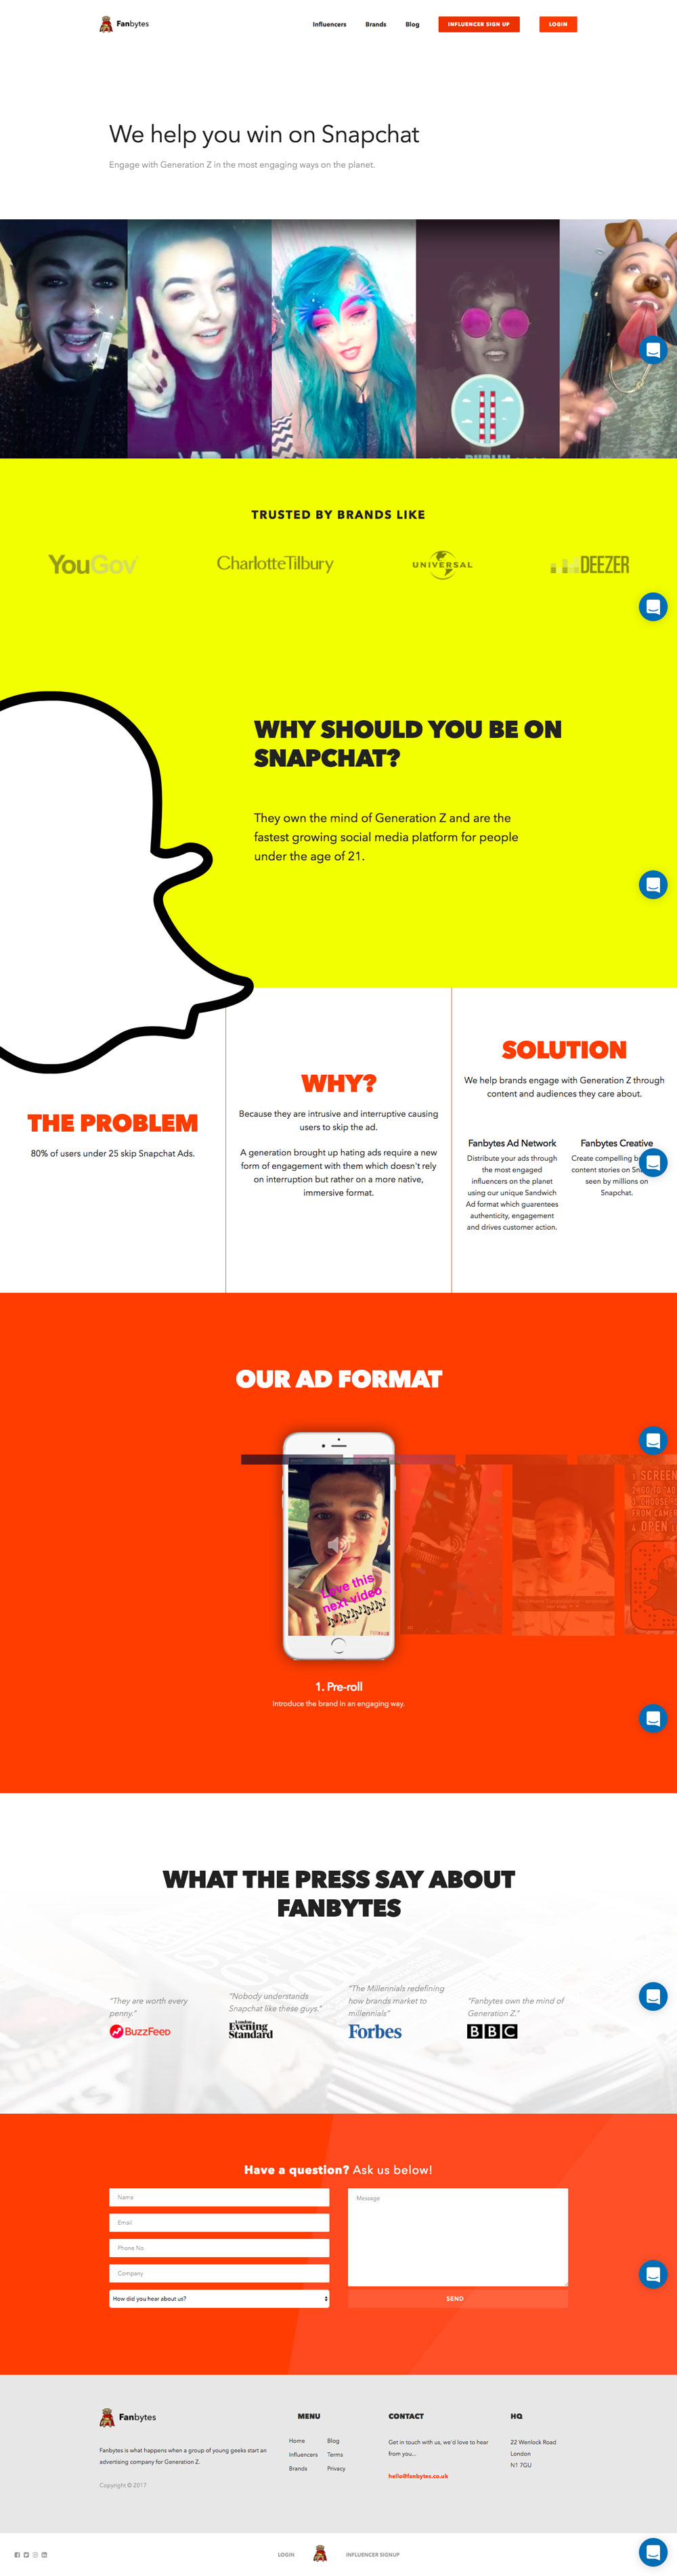 Fanbytes
Influencers
Brands
Blog
INFLUENCER SIGN UP
LOGIN
We help you win on Snapchat
Engage with Generation Z in the most engaging ways on the planet.
TRUSTED BY BRANDS LIKE
YouGov
CharlotteTilbury
UNIVERSAL
DEEZER
WHY SHOULD YOU BE ON
SNAPCHAT?
They own the mind of Generation Z and are the
fastest growing social media platform for people
under the age of 21.
THE PROBLEM
80% of users under 25 skip Snapchat Ads.
WHY?
Because they are intrusive and interruptive causing
users to skip the ad.
A generation brought up hating ads require a new
form of engagement with them which doesn't rely
on interruption but rather on a more native,
immersive format.
SOLUTION
We help brands engage with Generation Z through
content and audiences they care about.
Fanbytes Ad Network
Distribute your ads through
the most engaged
influencers on the planet
using our unique Sandwich
Ad format which guarentees
authenticity, engagement
and drives customer action.
Fanbytes Creative
Create compelling
content stories on
seen by millions on
Snapchat.
OUR AD FORMAT
Love this
next video
1 SCREEN
FROM CAMER
4 OPEN
1. Pre-roll
Introduce the brand in an engaging way.
WHAT THE PRESS SAY ABOUT
FANBYTES
“They are worth every
penny.”
BuzzFeed
“Nobody understands
Snapchat like these guys.”
London
Evening
Standard
“The Millennials redefining
how brands market to
millennials”
Forbes
“Fanbytes own the mind of
Generation Z.”
BBC
Have a question? Ask us below!
Name
Email
Phone No
Company
How did you hear about us?
Message
SEND
Fanbytes
Fanbytes is what happens when a group of young geeks start an
advertising company for Generation Z.
Copyright © 2017
MENU
Home
Blog
Influencers
Terms
Brands
Privacy
CONTACT
Get in touch with us, we'd love to hear
from you...
hello@fanbytes.co.uk
HQ
22 Wenlock Road
London
N1 7GU
LOGIN
INFLUENCER SIGNUP